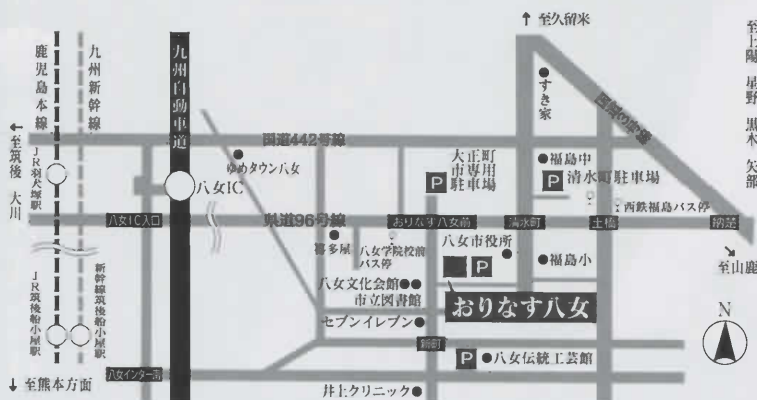 ↑ 至久留米
至上陽 星野 黒木 矢部
鹿児島本線
九州新幹線
九州自動車道
すき家
国道442号線
←至筑後 大川
JR羽犬塚駅
ゆめタウン八女
大正町
市専用
駐車場
P
福島中
P 清水町駐車場
八女IC
西鉄福島バス停
八女IC入口
県道96号線
おりなす八女前
清水町
土橋
納楚
喜多屋
八女学院校前
バス停
八女市役所
P
福島小
↘
至山鹿
JR筑後船小屋駅
新幹線筑後船小屋駅
八女文化会館
市立図書館
おりなす八女
N
セブンイレブン
新町
P 八女伝統工芸館
八女インター南
↓ 至熊本方面
井上クリニック